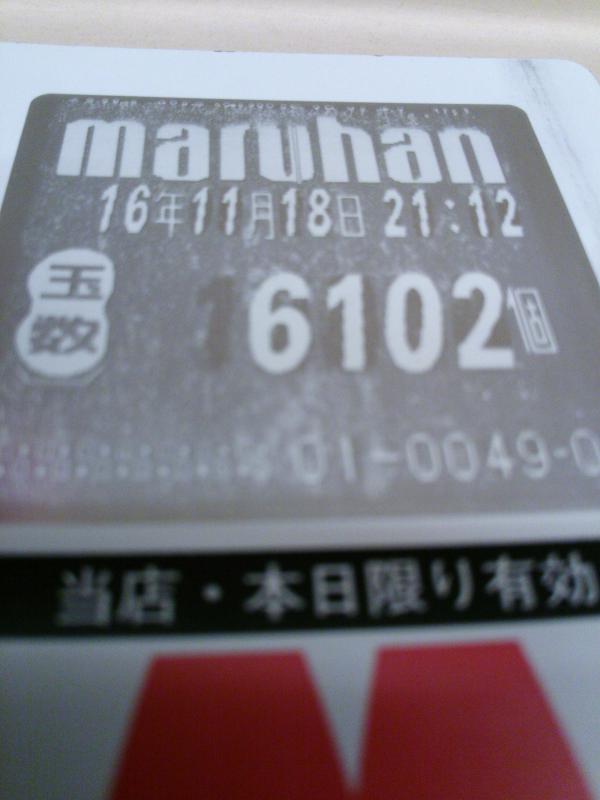 maruhan
16年11月18日 21:12
玉数
6102個
01-0049-0
当店・本日限り有効